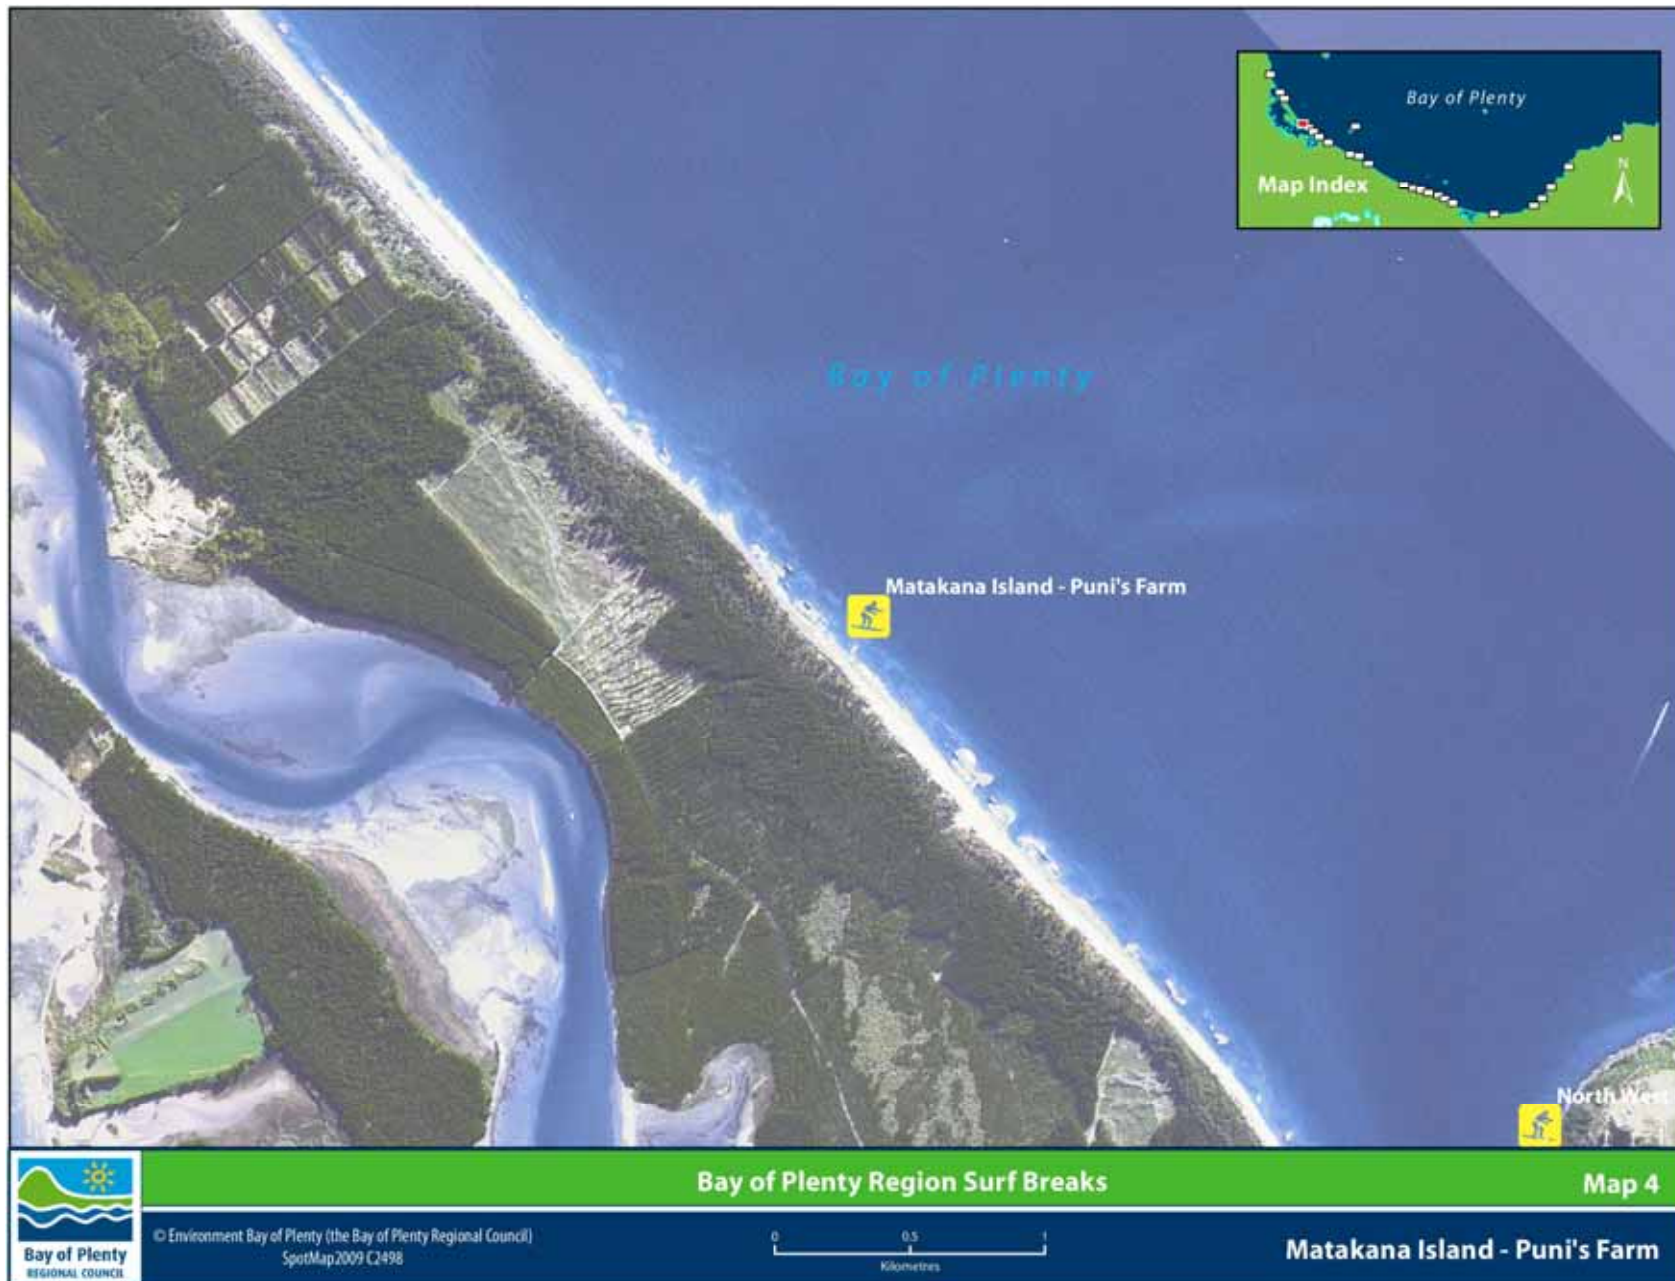 Bay of Plenty
Map Index
N
Bay of Plenty
Matakana Island - Puni's Farm
North West
Bay of Plenty Region Surf Breaks
Map 4
Bay of Plenty
REGIONAL COUNCIL
© Environment Bay of Plenty (the Bay of Plenty Regional Council)
SpotMap2009 C2498
0 0.5 1
Kilometres
Matakana Island - Puni's Farm